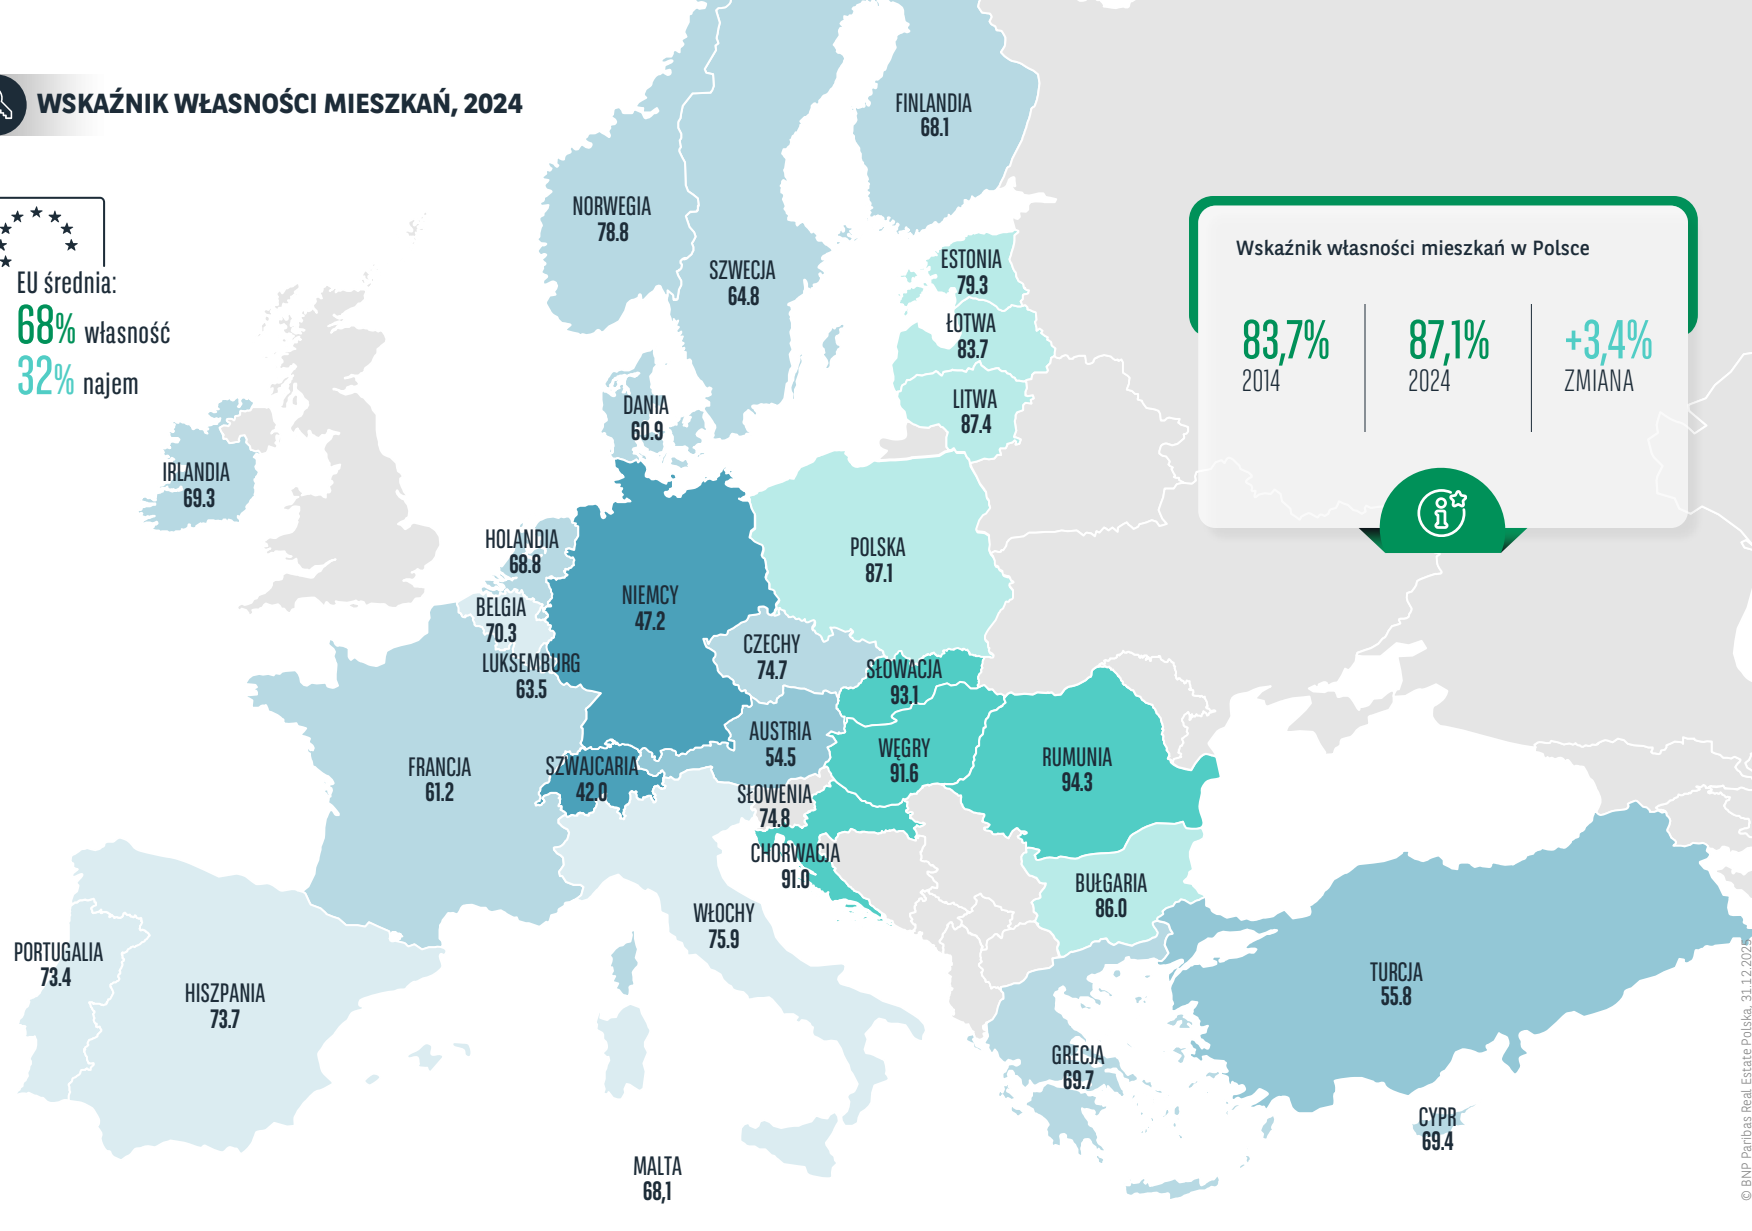 WSKAŹNIK WŁASNOŚCI MIESZKAŃ, 2024
EU średnia:
68% własność
32% najem
FINLANDIA
68.1
NORWEGIA
78.8
SZWECJA
64.8
ESTONIA
79.3
ŁOTWA
83.7
LITWA
87.4
DANIA
60.9
IRLANDIA
69.3
HOLANDIA
68.8
BELGIA
70.3
LUKSEMBURG
63.5
NIEMCY
47.2
POLSKA
87.1
CZECHY
74.7
SŁOWACJA
93.1
AUSTRIA
54.5
WĘGRY
91.6
RUMUNIA
94.3
FRANCJA
61.2
SZWAJCARIA
42.0
SŁOWENIA
74.8
CHORWACJA
91.0
BUŁGARIA
86.0
WŁOCHY
75.9
PORTUGALIA
73.4
HISZPANIA
73.7
TURCJA
55.8
GRECJA
69.7
CYPR
69.4
MALTA
68,1
Wskaźnik własności mieszkań w Polsce
83,7%
2014
87,1%
2024
+3,4%
ZMIANA
© BNP Paribas Real Estate Polska, 31.12.2025